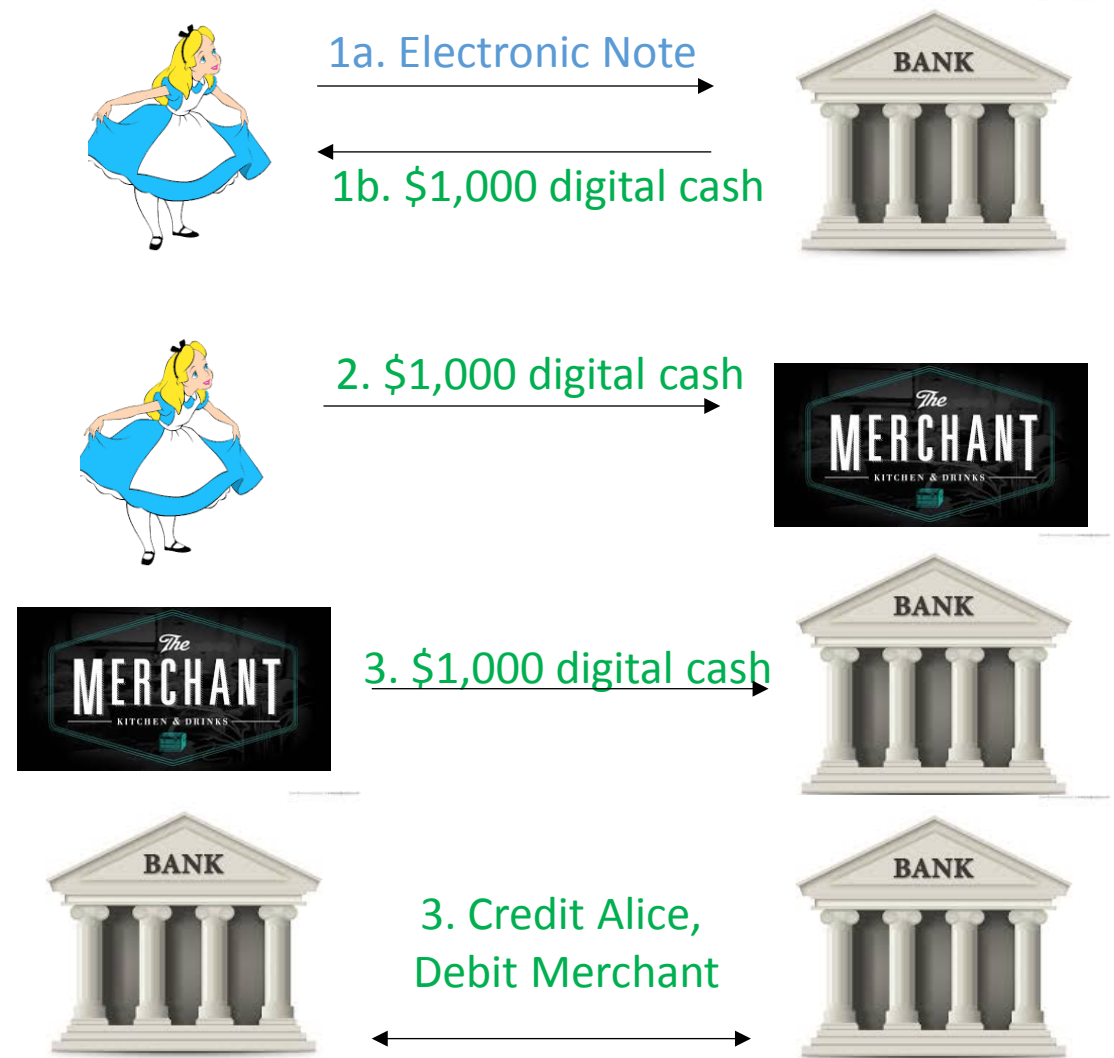 1a. Electronic Note
BANK
1b. $1,000 digital cash
2. $1,000 digital cash
The
MERCHANT
KITCHEN & DRINKS
BANK
The
MERCHANT
KITCHEN & DRINKS
3. $1,000 digital cash
BANK
BANK
3. Credit Alice,
Debit Merchant